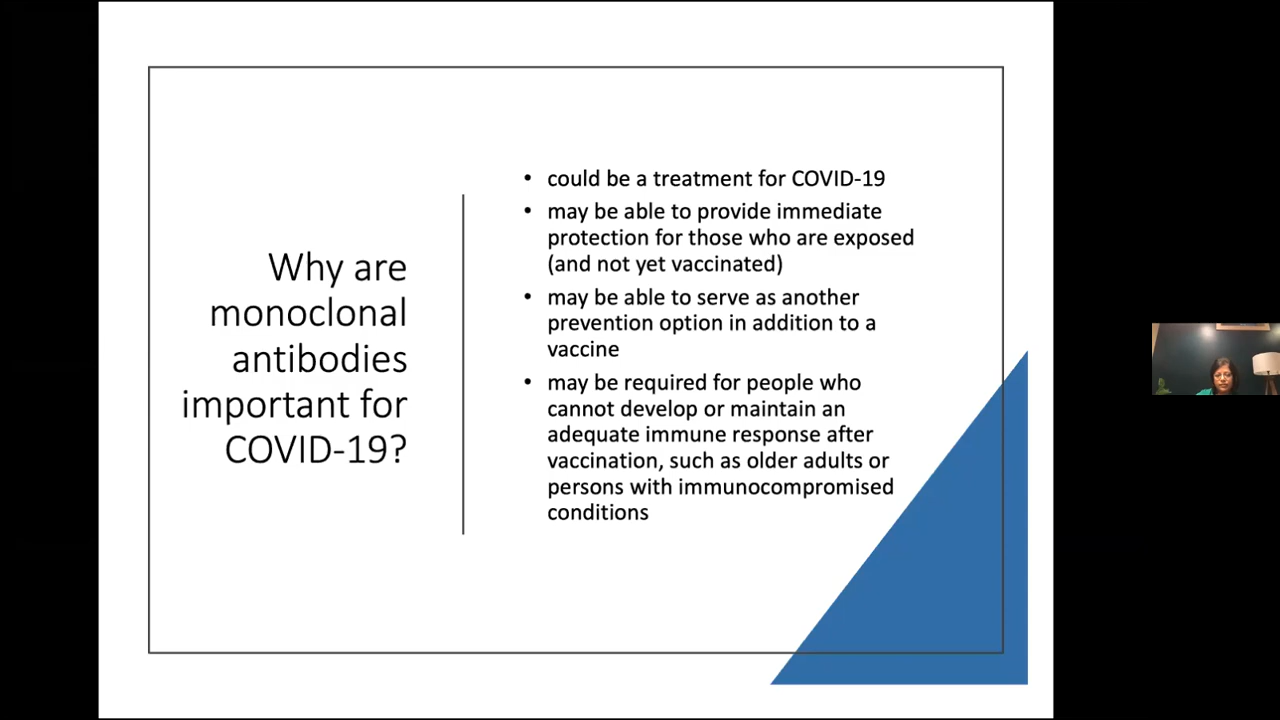 Why are
monoclonal
antibodies
important for
COVID-19?
• could be a treatment for COVID-19
• may be able to provide immediate
protection for those who are exposed
(and not yet vaccinated)
• may be able to serve as another
prevention option in addition to a
vaccine
• may be required for people who
cannot develop or maintain an
adequate immune response after
vaccination, such as older adults or
persons with immunocompromised
conditions